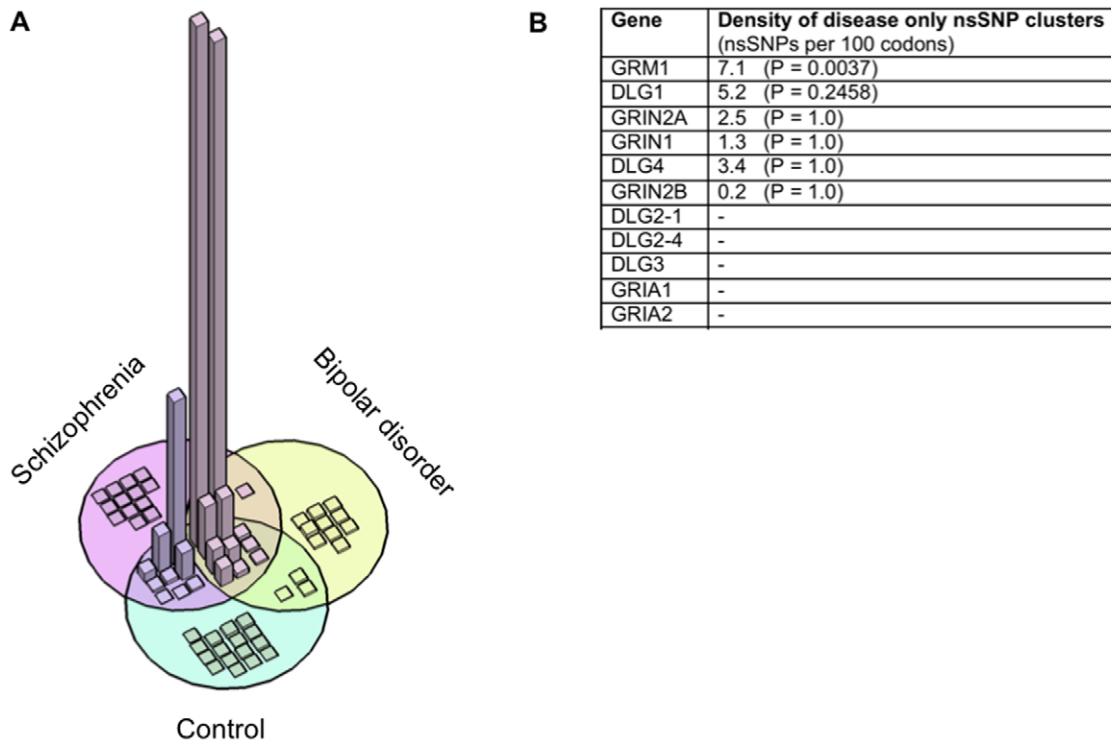 A
Schizophrenia
Bipolar disorder
Control
B
Gene Density of disease only nsSNP clusters
(nsSNPs per 100 codons)
GRM1 7.1 (P = 0.0037)
DLG1 5.2 (P = 0.2458)
GRIN2A 2.5 (P = 1.0)
GRIN1 1.3 (P = 1.0)
DLG4 3.4 (P = 1.0)
GRIN2B 0.2 (P = 1.0)
DLG2-1 -
DLG2-4 -
DLG3 -
GRIA1 -
GRIA2 -